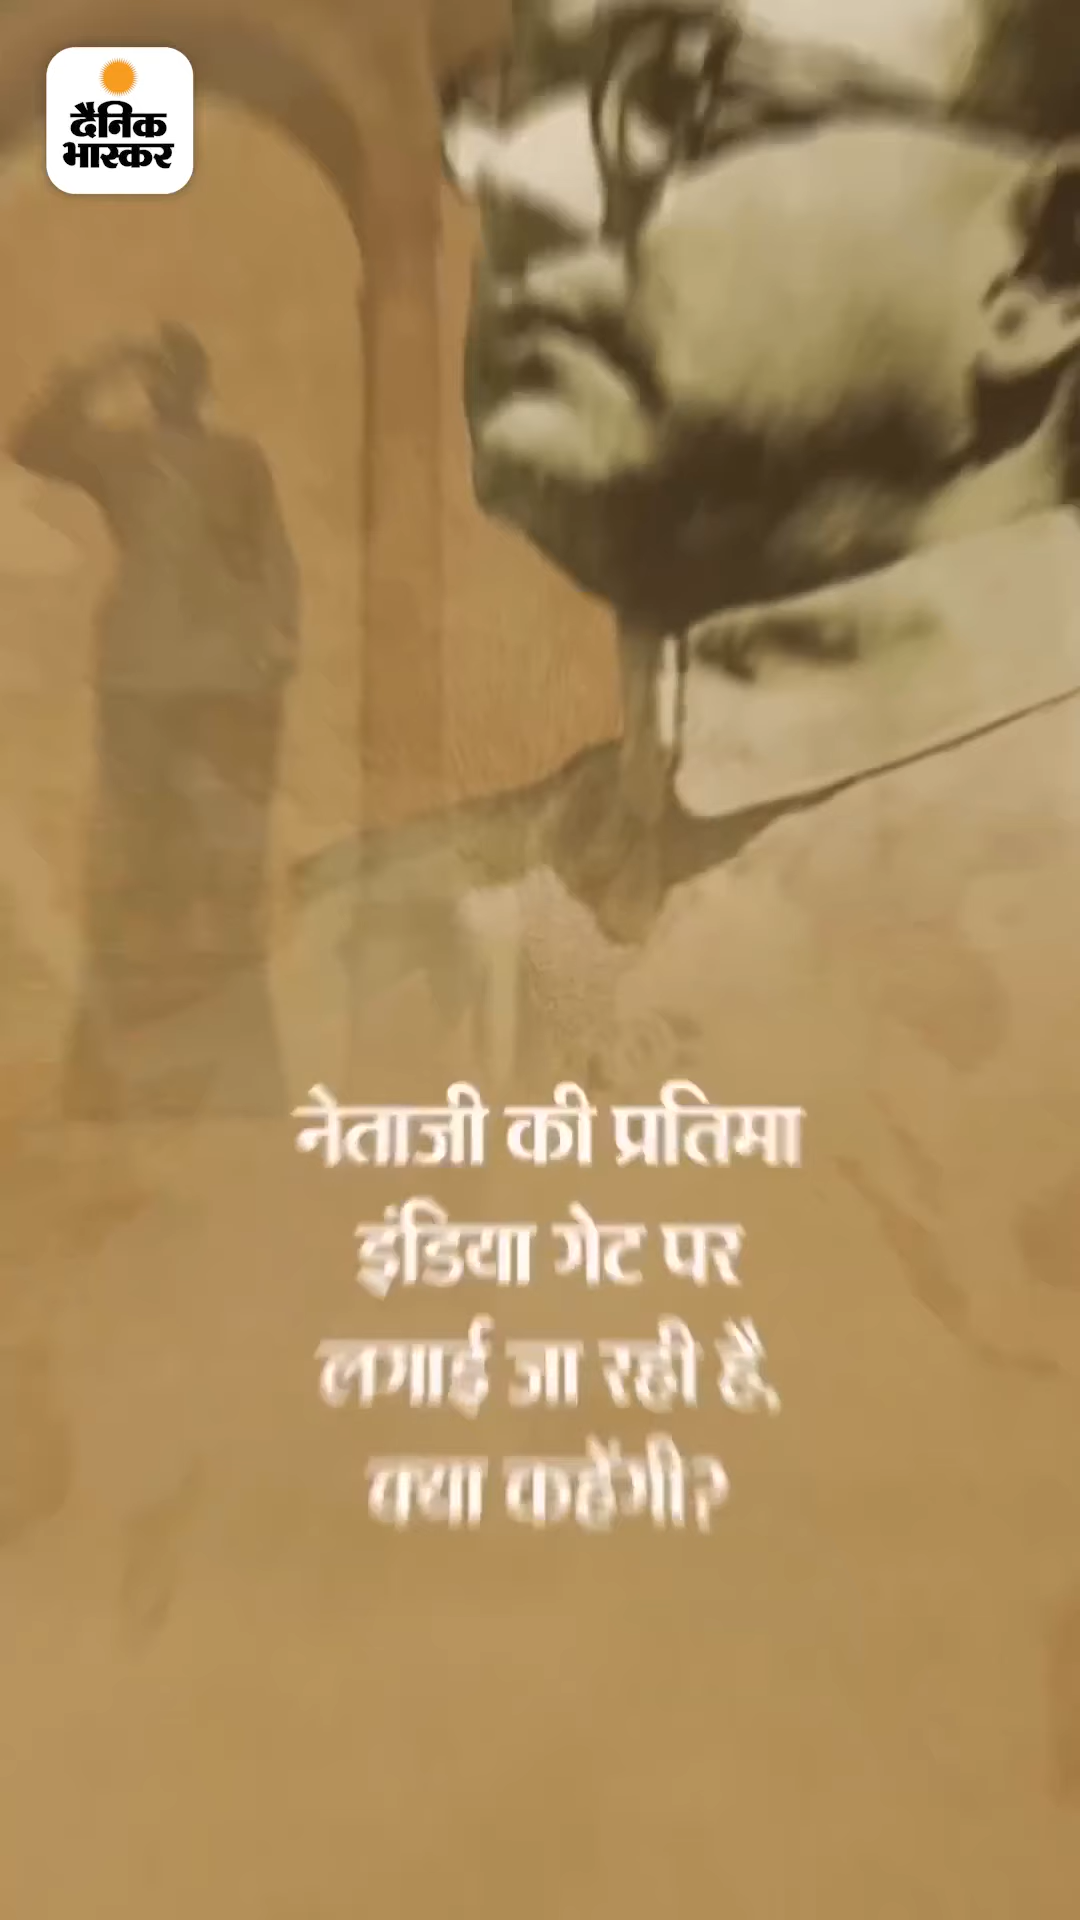 दैनिक
भास्कर
नेताजी की प्रतिमा
इंडिया गेट पर
लगाई जा रही है,
क्या कहेंगी?